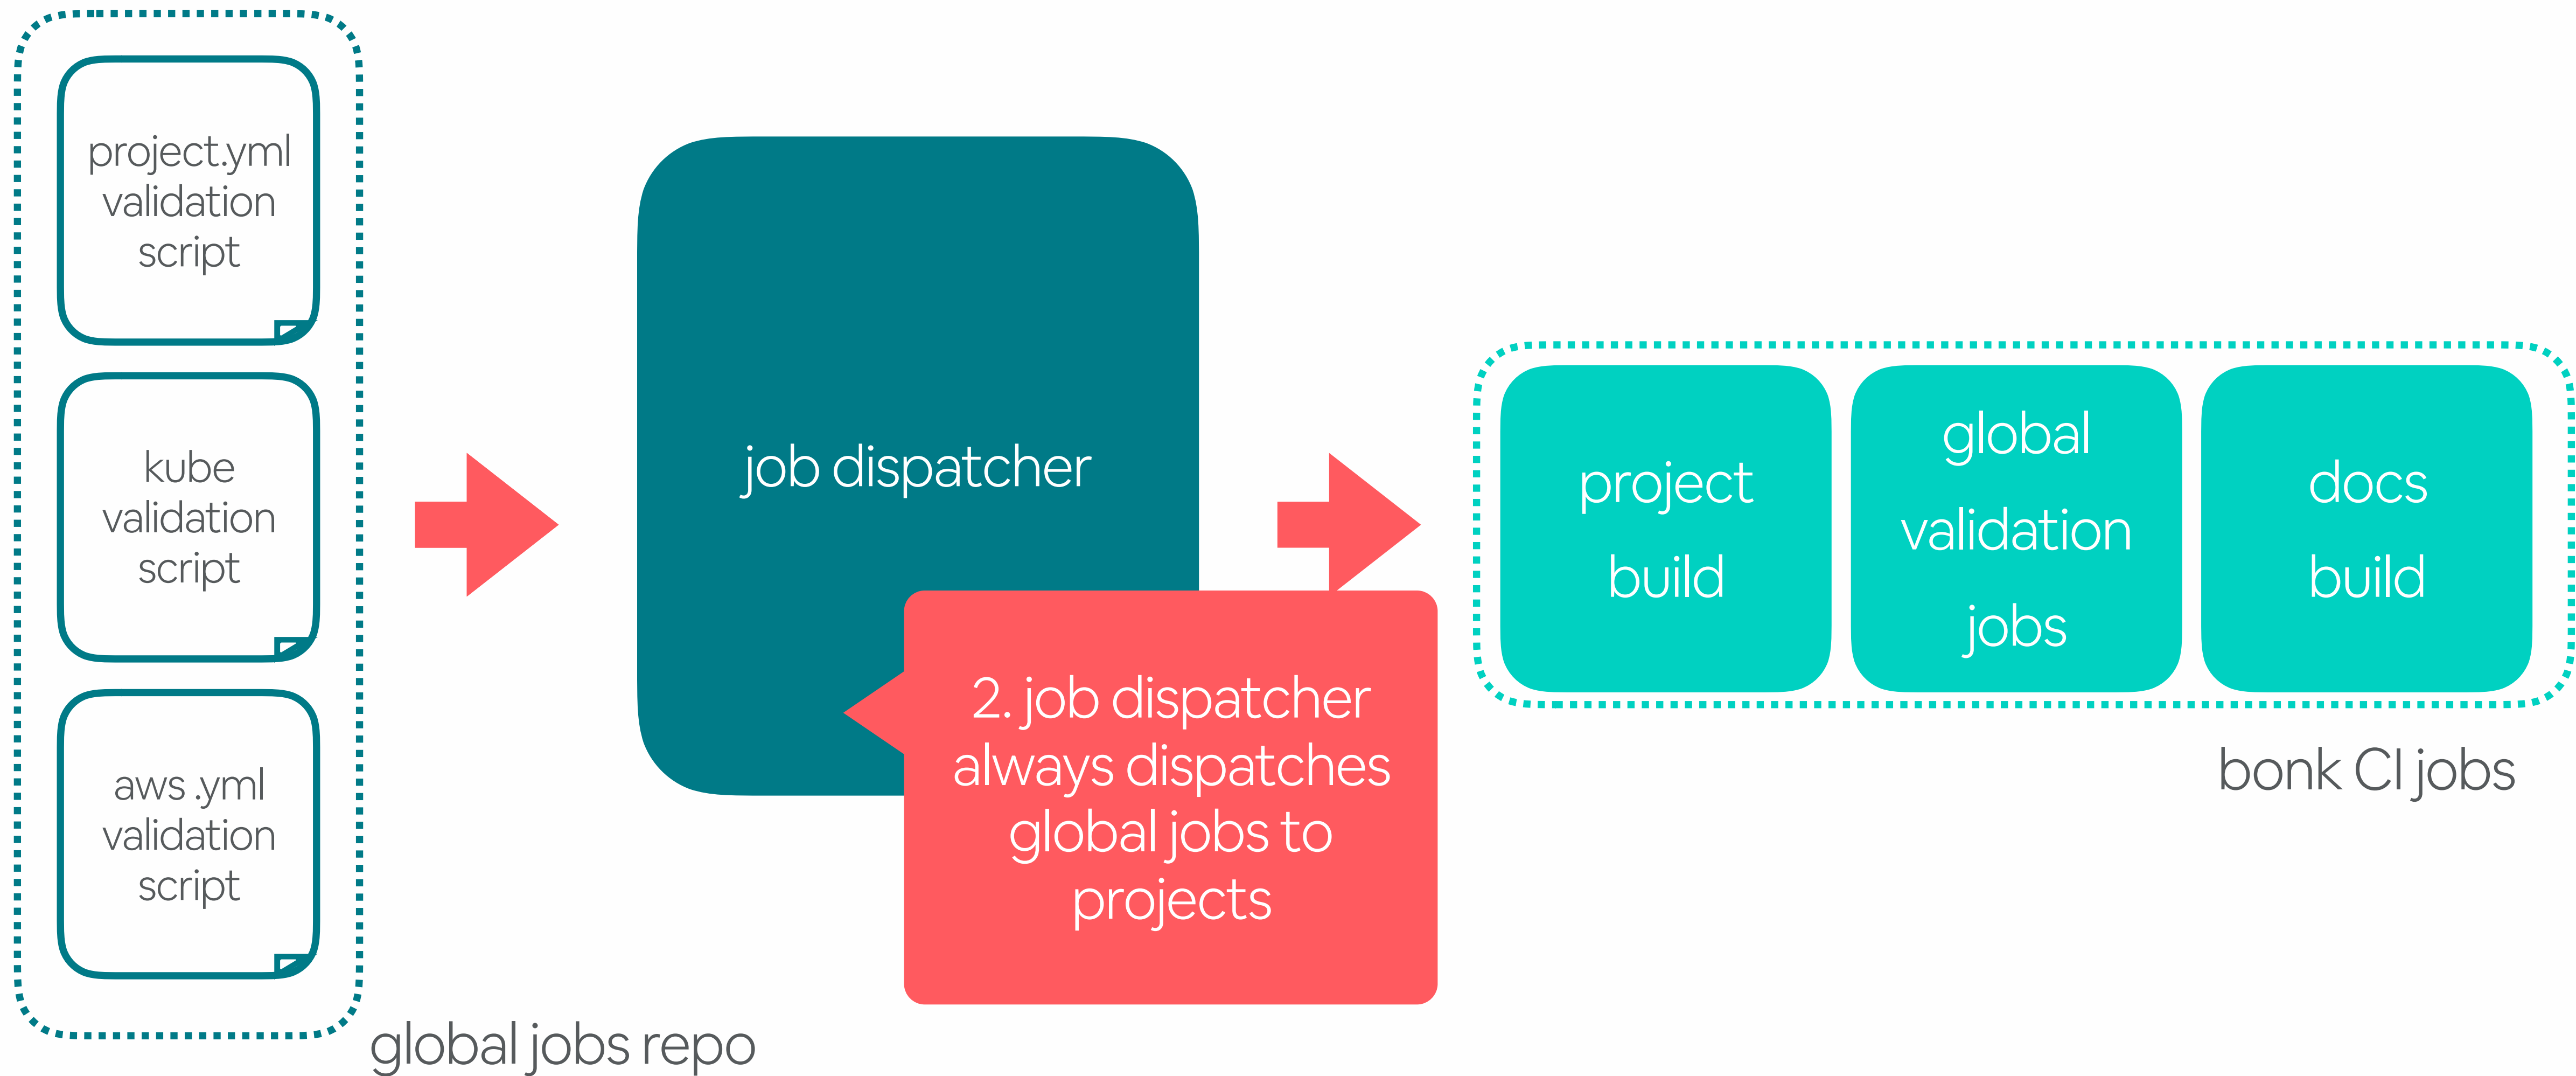 project.yml
validation
script
kube
validation
script
aws .yml
validation
script
global jobs repo
job dispatcher
2. job dispatcher
always dispatches
global jobs to
projects
project
build
global
validation
jobs
docs
build
bonk CI jobs